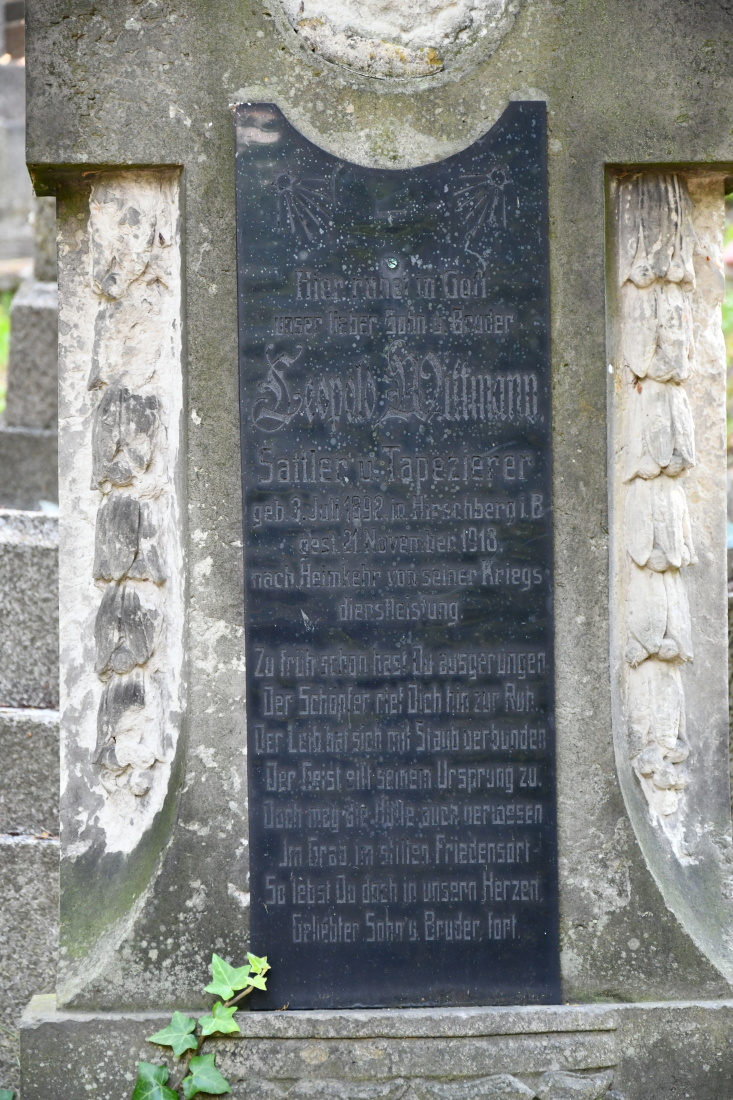 Hier ruhet in Gott
unser lieber Sohn u. Bruder
Leopold Wittmann,
Sattler u. Tapezierer
geb. 3. Juli 1892 in Hirschberg i. B
gest. 21. November 1918.
nach Heimkehr von seiner Kriegs
dienstleistung.
Zu früh schon hast Du ausgerungen
Der Schöpfer rief Dich hin zur Ruh.
Der Leib hat sich mit Staub verbunden
Der Geist eilt seinem Ursprung zu.
Doch mag die Hülle auch verwesen
Im Grab, im stillen Friedensort-
So lebst Du doch in unsern Herzen,
Geliebter Sohn u. Bruder, fort.